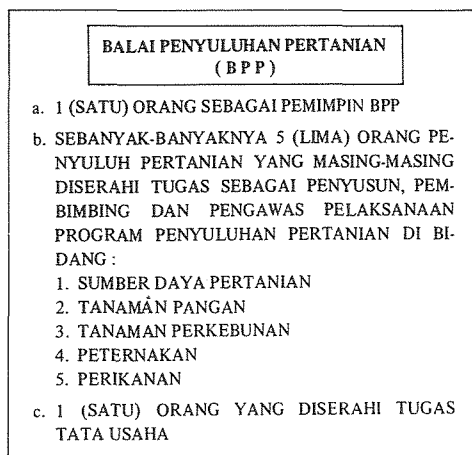 BALAI PENYULUHAN PERTANIAN
( B P P )
a. 1 (SATU) ORANG SEBAGAI PEMIMPIN BPP
b. SEBANYAK-BANYAKNYA 5 (LIMA) ORANG PE-
NYULUH PERTANIAN YANG MASING-MASING
DISERAHI TUGAS SEBAGAI PENYUSUN, PEM-
BIMBING DAN PENGAWAS PELAKSANAAN
PROGRAM PENYULUHAN PERTANIAN DI BI-
DANG :
1. SUMBER DAYA PERTANIAN
2. TANAMAN PANGAN
3. TANAMAN PERKEBUNAN
4. PETERNAKAN
5. PERIKANAN
c. 1 (SATU) ORANG YANG DISERAHI TUGAS
TATA USAHA